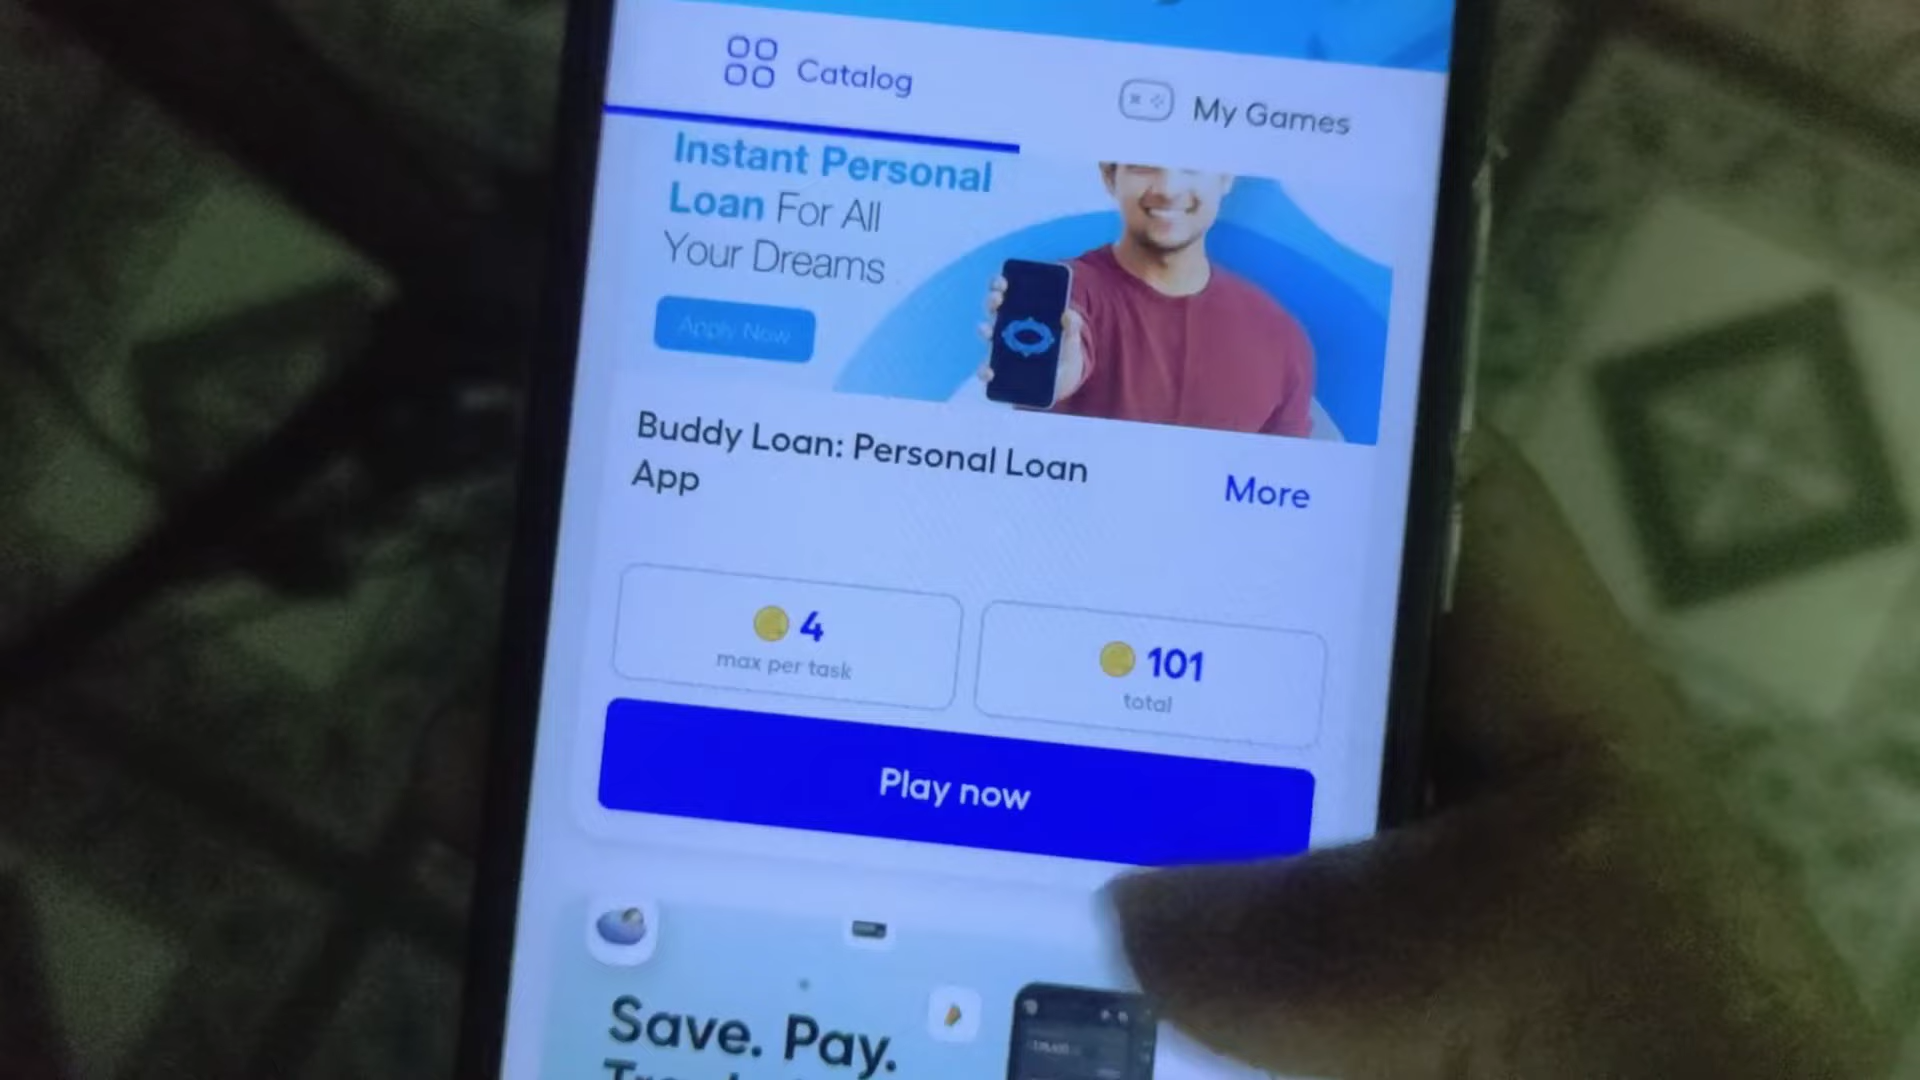 Catalog
My Games
Instant Personal
Loan For All
Your Dreams
Apply Now
Buddy Loan: Personal Loan
App
More
4
max per task
101
total
Play now
Save. Pay.